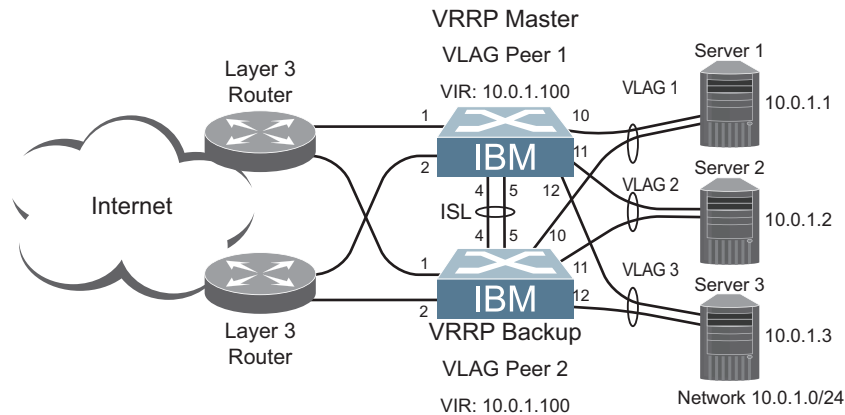 VRRP Master
VLAG Peer 1
VIR: 10.0.1.100
Layer 3
Router
Internet
Layer 3
Router
1
2
10
11
12
IBM
4
5
ISL
4
5
1
2
10
11
12
IBM
VRRP Backup
VLAG Peer 2
VIR: 10.0.1.100
VLAG 1
VLAG 2
VLAG 3
Server 1
10.0.1.1
Server 2
10.0.1.2
Server 3
10.0.1.3
Network 10.0.1.0/24